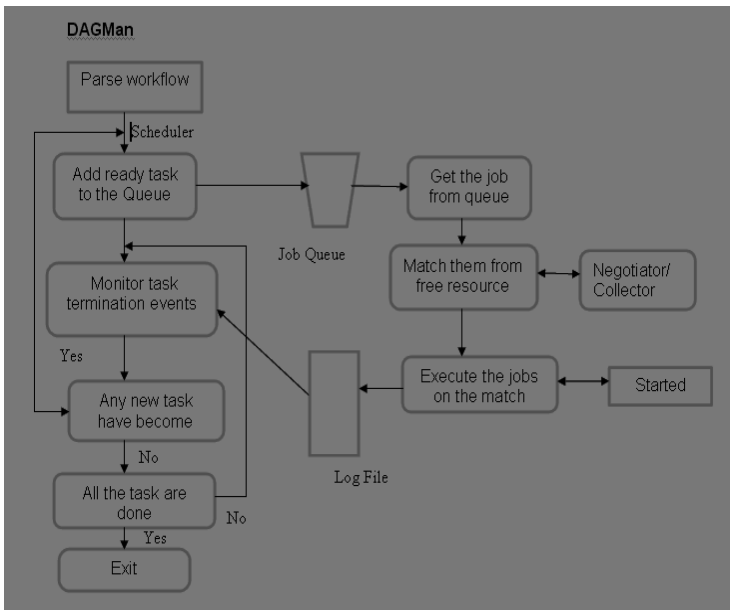 DAGMan
Parse workflow
Scheduler
Add ready task
to the Queue
Job Queue
Get the job
from queue
Match them from
free resource
Negotiator/
Collector
Monitor task
termination events
Yes
Execute the jobs
on the match
Started
Any new task
have become
Log File
No
All the task are
done
No
Yes
Exit